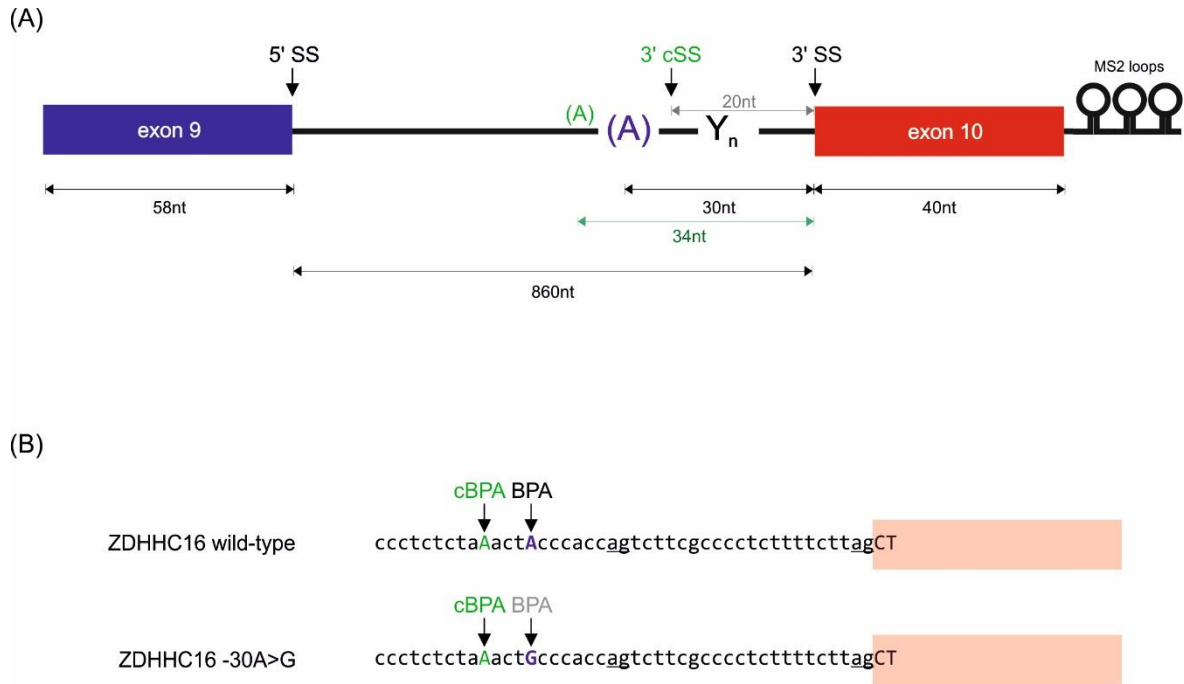 (A)
5' SS
3' cSS
3' SS
MS2 loops
20nt
exon 9
(A)
(A)
Yn
exon 10
58nt
30nt
40nt
34nt
860nt
(B)
cBPA BPA
ZDHHC16 wild-type
ccctctctaAactAcccaccagtcttcgcccctcttttcttagCT
cBPA BPA
ZDHHC16 -30A>G
ccctctctaAactGcccaccagtcttcgcccctcttttcttagCT